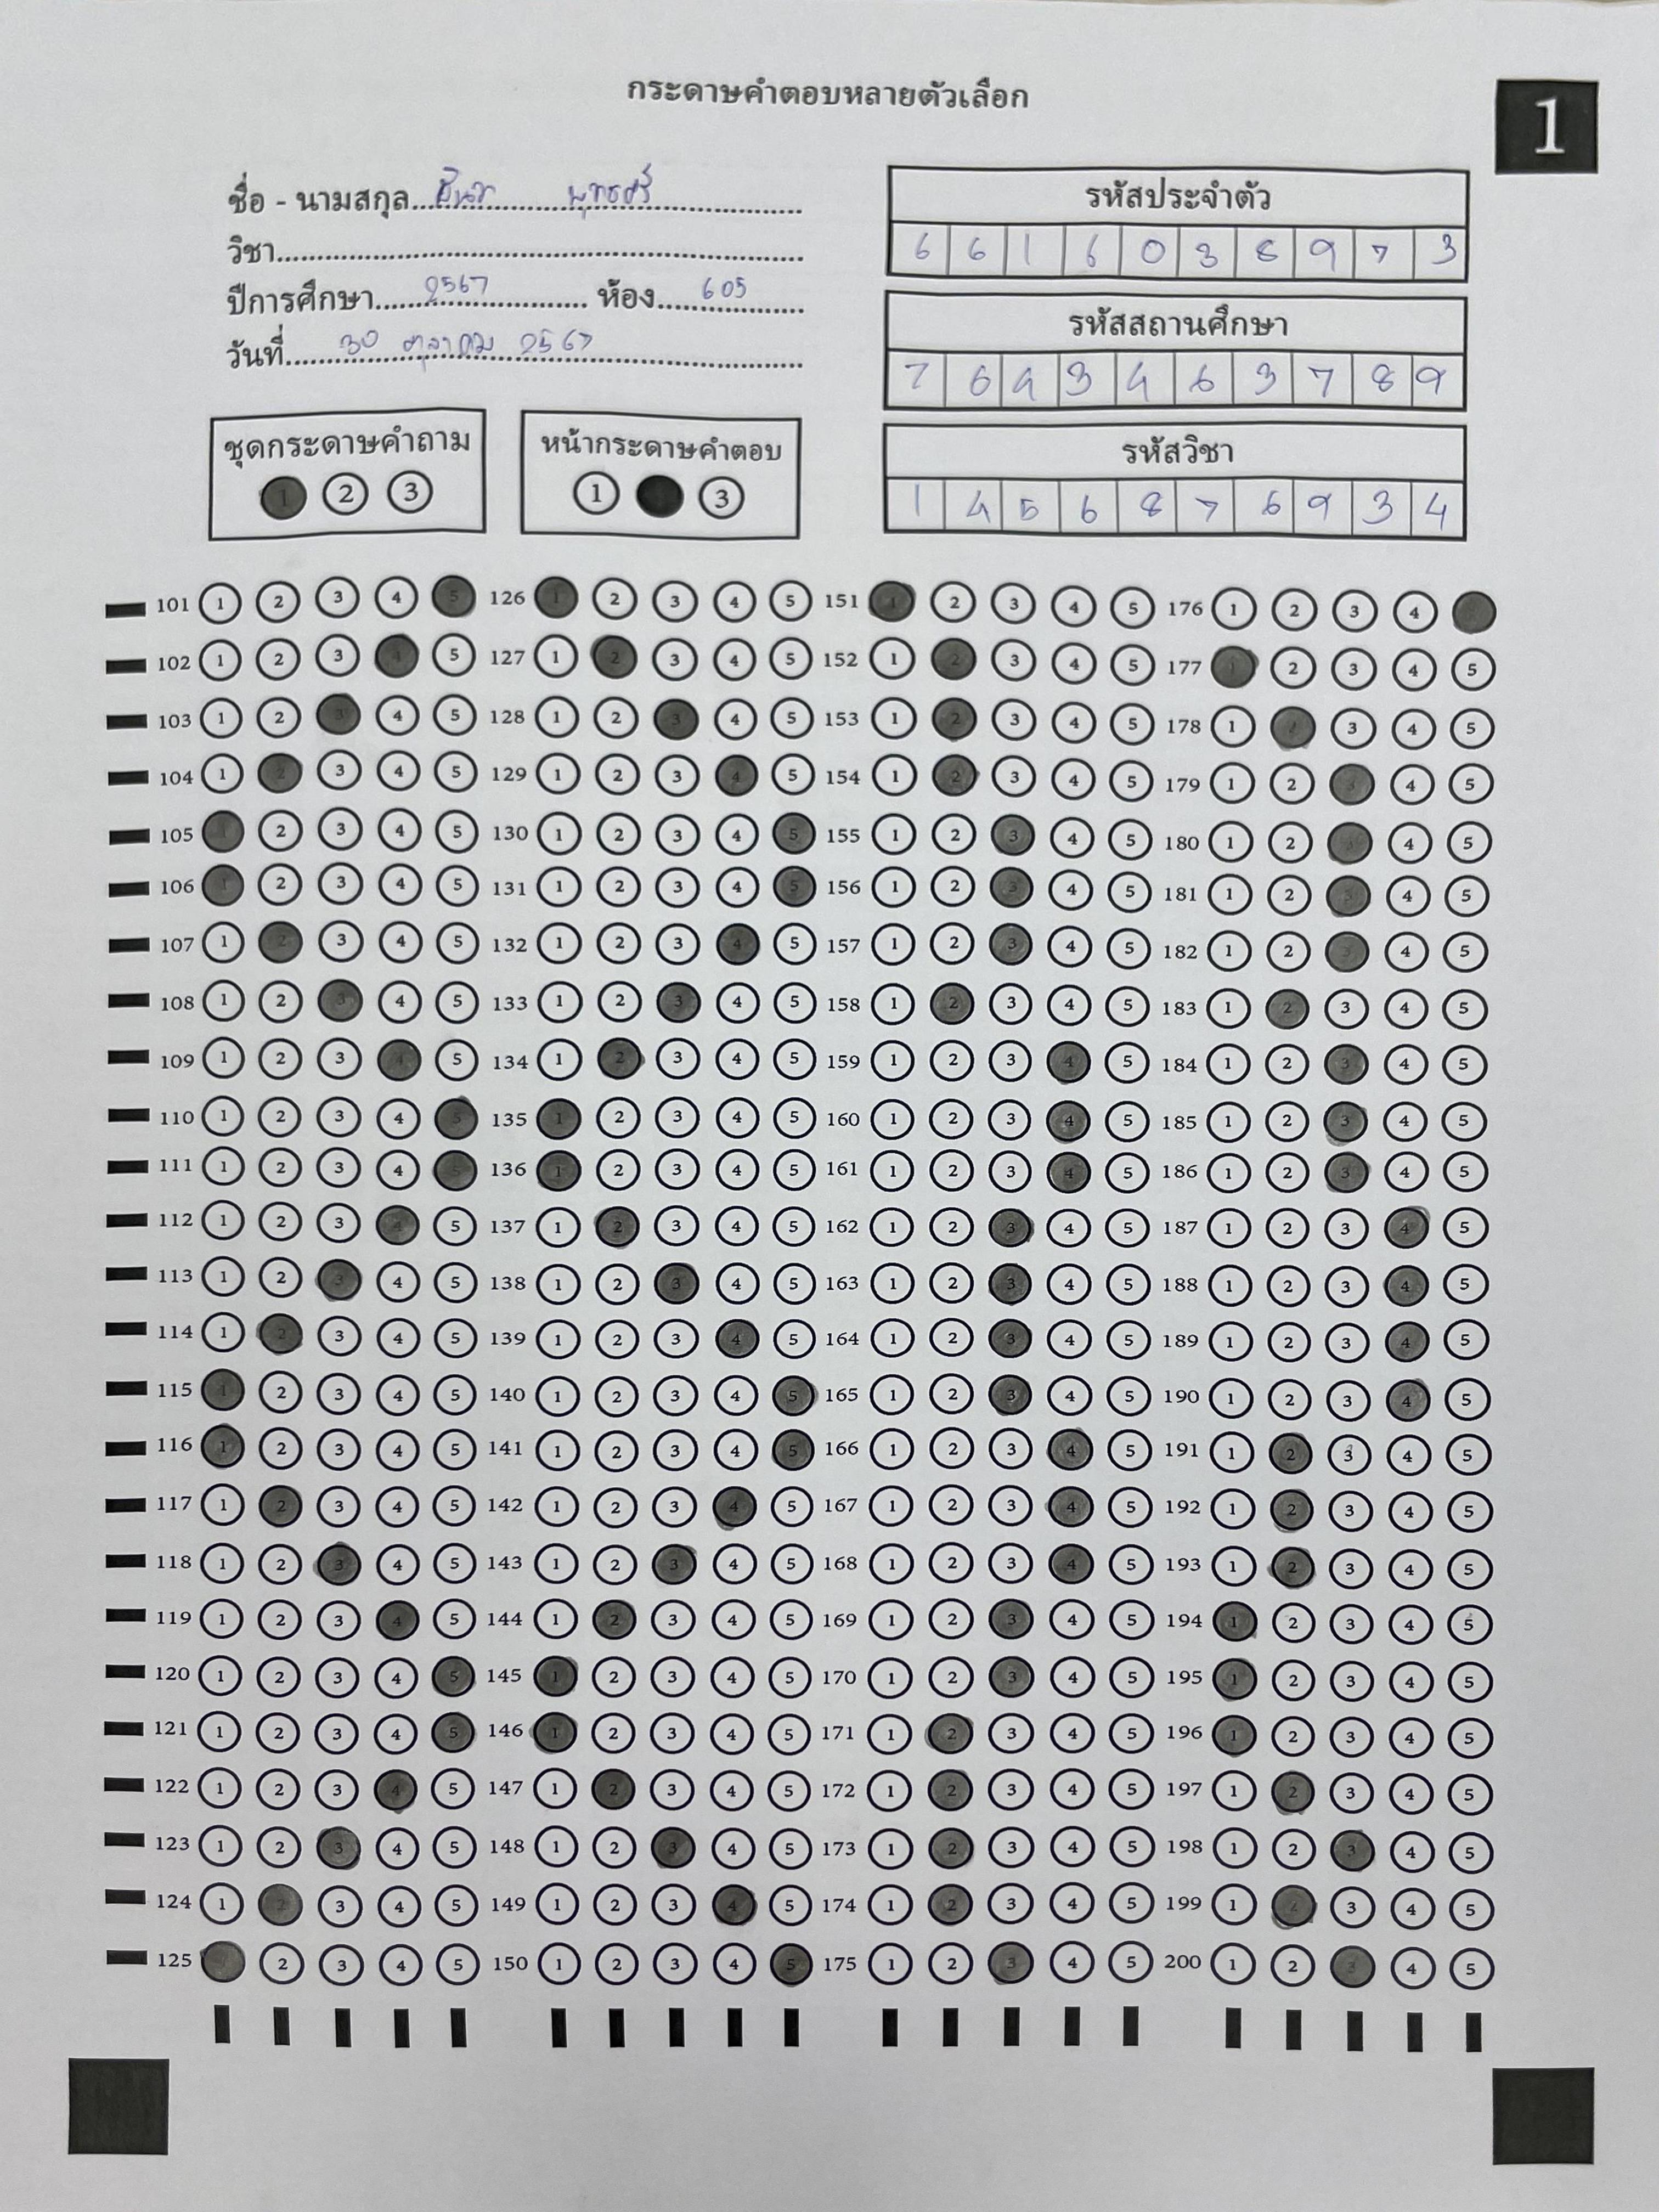 กระดาษคำตอบหลายตัวเลือก
1
ชื่อ - นามสกุล
วิชา
ปีการศึกษา 2567 ห้อง 605
วันที่ 30 ตุลาคม 2567
รหัสประจำตัว
6 6 1 6 0 3 8 9 7 3
รหัสสถานศึกษา
7 6 4 3 4 6 3 7 8 9
รหัสวิชา
1 4 5 6 8 7 6 9 3 4
ชุดกระดาษคำถาม
1 2 3
หน้ากระดาษคำตอบ
1 3
101 1 2 3 4 5 126 1 2 3 4 5 151 1 2 3 4 5 176 1 2 3 4
102 1 2 3 4 5 127 1 2 3 4 5 152 1 2 3 4 5 177 1 2 3 4 5
103 1 2 3 4 5 128 1 2 3 4 5 153 1 2 3 4 5 178 1 2 3 4 5
104 1 2 3 4 5 129 1 2 3 4 5 154 1 2 3 4 5 179 1 2 3 4 5
105 1 2 3 4 5 130 1 2 3 4 5 155 1 2 3 4 5 180 1 2 3 4 5
106 1 2 3 4 5 131 1 2 3 4 5 156 1 2 3 4 5 181 1 2 3 4 5
107 1 2 3 4 5 132 1 2 3 4 5 157 1 2 3 4 5 182 1 2 3 4 5
108 1 2 3 4 5 133 1 2 3 4 5 158 1 2 3 4 5 183 1 2 3 4 5
109 1 2 3 4 5 134 1 2 3 4 5 159 1 2 3 4 5 184 1 2 3 4 5
110 1 2 3 4 5 135 1 2 3 4 5 160 1 2 3 4 5 185 1 2 3 4 5
111 1 2 3 4 5 136 1 2 3 4 5 161 1 2 3 4 5 186 1 2 3 4 5
112 1 2 3 4 5 137 1 2 3 4 5 162 1 2 3 4 5 187 1 2 3 4 5
113 1 2 3 4 5 138 1 2 3 4 5 163 1 2 3 4 5 188 1 2 3 4 5
114 1 2 3 4 5 139 1 2 3 4 5 164 1 2 3 4 5 189 1 2 3 4 5
115 1 2 3 4 5 140 1 2 3 4 5 165 1 2 3 4 5 190 1 2 3 4 5
116 1 2 3 4 5 141 1 2 3 4 5 166 1 2 3 4 5 191 1 2 3 4 5
117 1 2 3 4 5 142 1 2 3 4 5 167 1 2 3 4 5 192 1 2 3 4 5
118 1 2 3 4 5 143 1 2 3 4 5 168 1 2 3 4 5 193 1 2 3 4 5
119 1 2 3 4 5 144 1 2 3 4 5 169 1 2 3 4 5 194 1 2 3 4 5
120 1 2 3 4 5 145 1 2 3 4 5 170 1 2 3 4 5 195 1 2 3 4 5
121 1 2 3 4 5 146 1 2 3 4 5 171 1 2 3 4 5 196 1 2 3 4 5
122 1 2 3 4 5 147 1 2 3 4 5 172 1 2 3 4 5 197 1 2 3 4 5
123 1 2 3 4 5 148 1 2 3 4 5 173 1 2 3 4 5 198 1 2 3 4 5
124 1 2 3 4 5 149 1 2 3 4 5 174 1 2 3 4 5 199 1 2 3 4 5
125 2 3 4 5 150 1 2 3 4 5 175 1 2 3 4 5 200 1 2 3 4 5